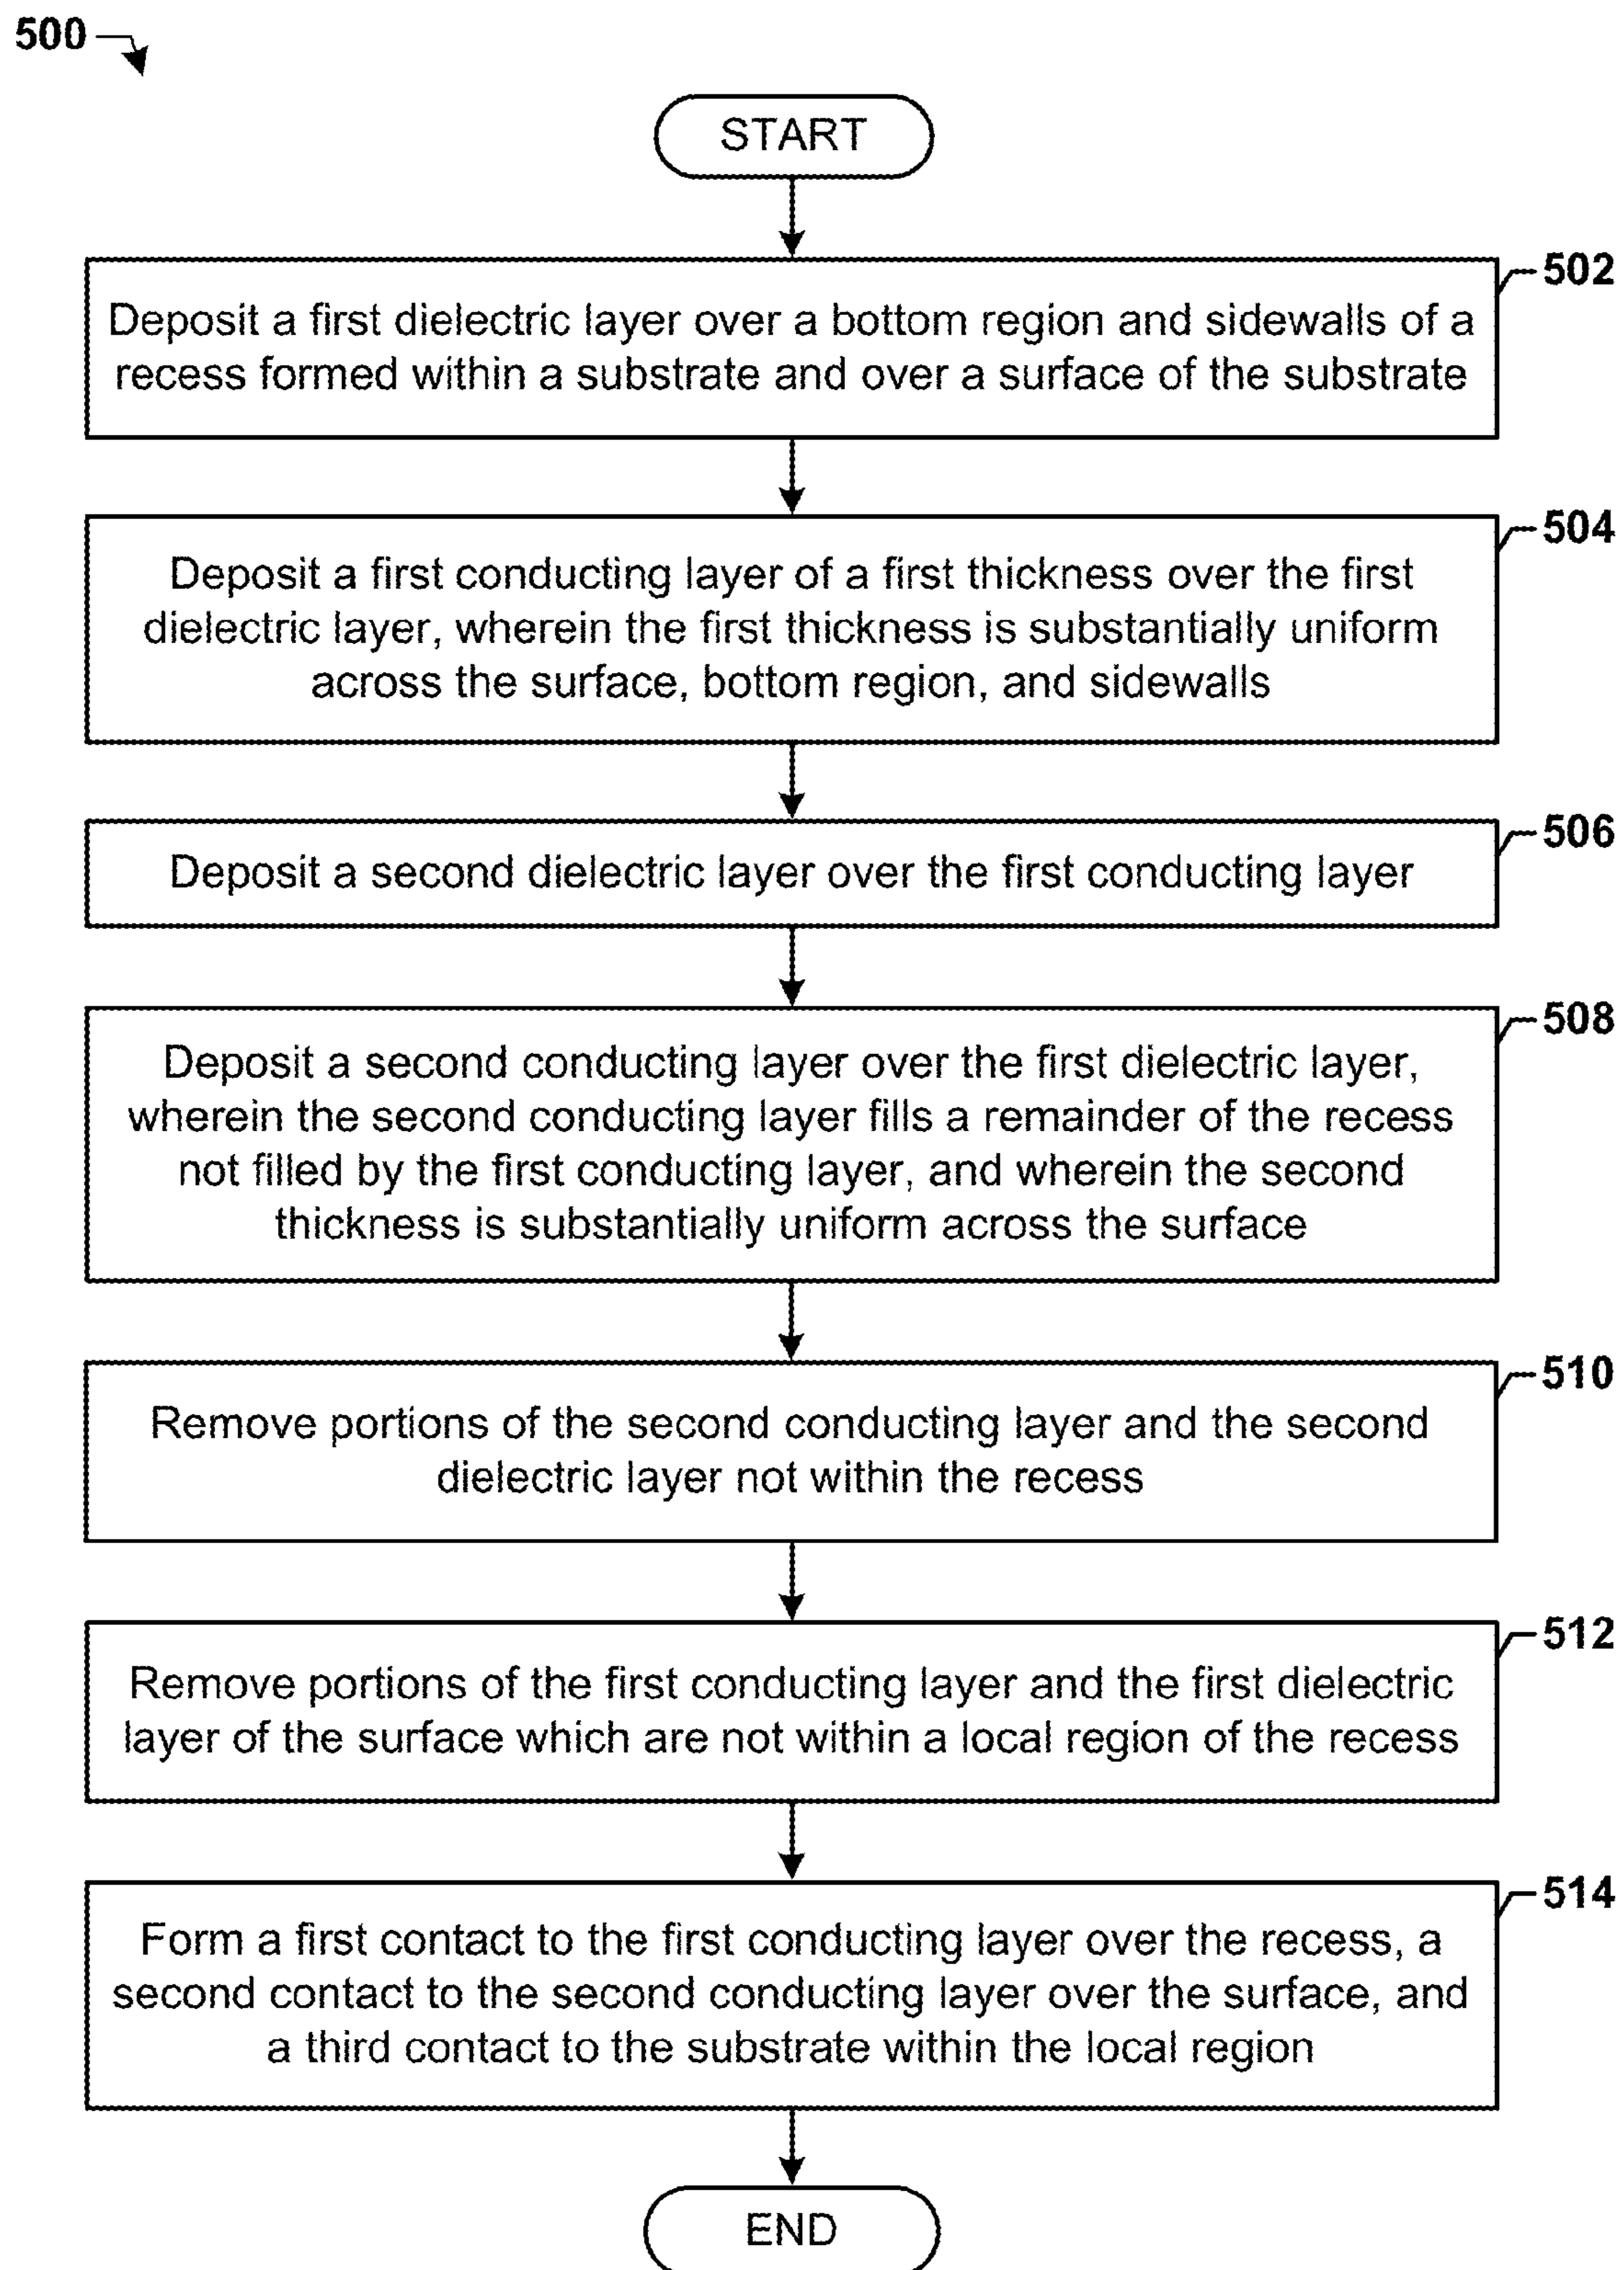 500
START
502
Deposit a first dielectric layer over a bottom region and sidewalls of a
recess formed within a substrate and over a surface of the substrate
504
Deposit a first conducting layer of a first thickness over the first
dielectric layer, wherein the first thickness is substantially uniform
across the surface, bottom region, and sidewalls
506
Deposit a second dielectric layer over the first conducting layer
508
Deposit a second conducting layer over the first dielectric layer,
wherein the second conducting layer fills a remainder of the recess
not filled by the first conducting layer, and wherein the second
thickness is substantially uniform across the surface
510
Remove portions of the second conducting layer and the second
dielectric layer not within the recess
512
Remove portions of the first conducting layer and the first dielectric
layer of the surface which are not within a local region of the recess
514
Form a first contact to the first conducting layer over the recess, a
second contact to the second conducting layer over the surface, and
a third contact to the substrate within the local region
END